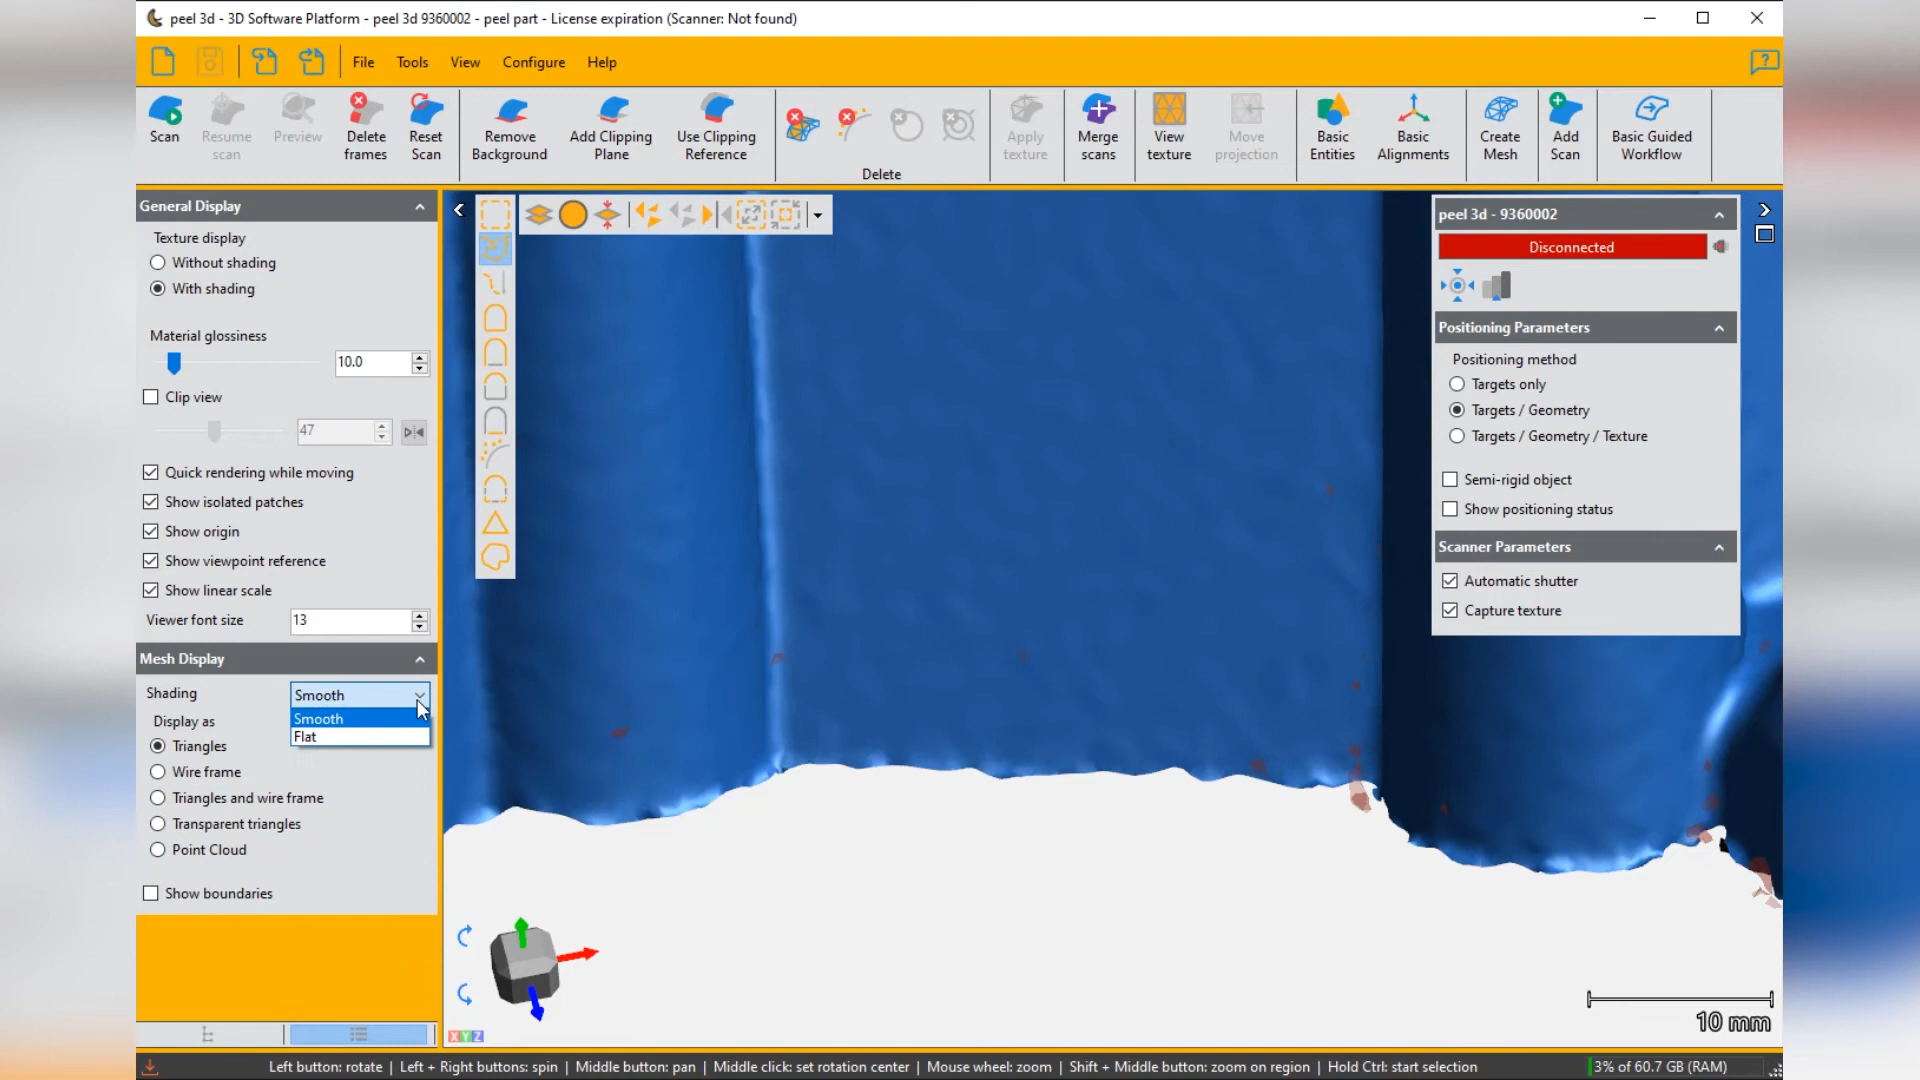 peel 3d - 3D Software Platform - peel 3d 9360002 - peel part - License expiration (Scanner: Not found)
File Tools View Configure Help
Scan
Resume scan
Preview
Delete frames
Reset Scan
Remove Background
Add Clipping Plane
Use Clipping Reference
Delete
Apply texture
Merge scans
View texture
Move projection
Basic Entities
Basic Alignments
Create Mesh
Add Scan
Basic Guided Workflow
General Display
Texture display
Without shading
With shading
Material glossiness
10.0
Clip view
47
Quick rendering while moving
Show isolated patches
Show origin
Show viewpoint reference
Show linear scale
Viewer font size 13
Mesh Display
Shading Smooth
Smooth
Flat
Display as
Triangles
Wire frame
Triangles and wire frame
Transparent triangles
Point Cloud
Show boundaries
peel 3d - 9360002
Disconnected
Positioning Parameters
Positioning method
Targets only
Targets / Geometry
Targets / Geometry / Texture
Semi-rigid object
Show positioning status
Scanner Parameters
Automatic shutter
Capture texture
XYZ
10 mm
Left button: rotate | Left + Right buttons: spin | Middle button: pan | Middle click: set rotation center | Mouse wheel: zoom | Shift + Middle button: zoom on region | Hold Ctrl: start selection
3% of 60.7 GB (RAM)